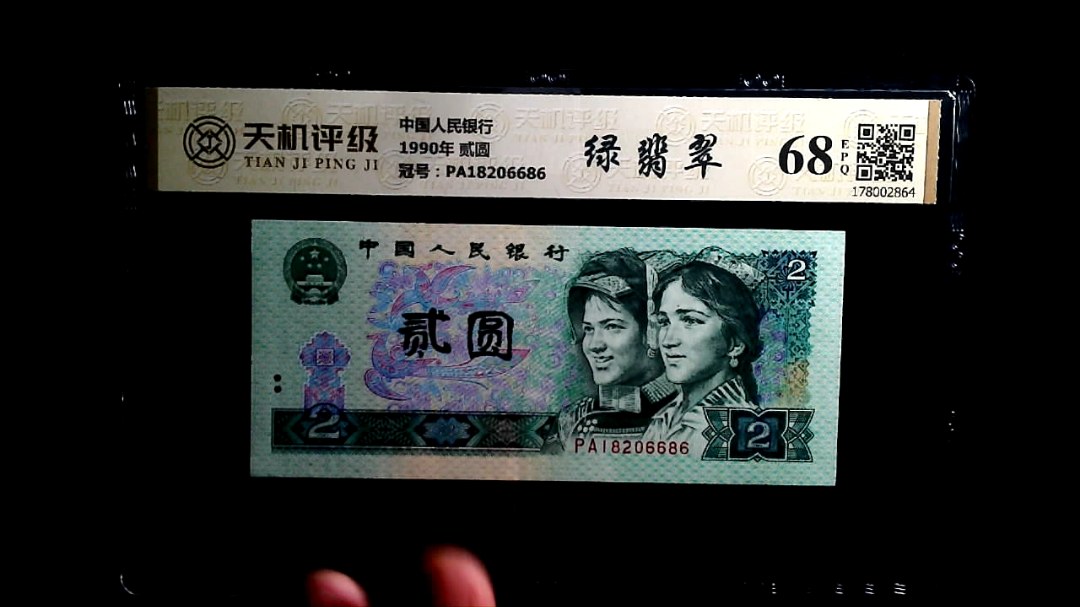 天机评级
TIAN JI PING JI
中国人民银行
1990年 贰圆
冠号：PA18206686
绿翡翠
68
EPQ
178002864
中国人民银行
2
贰圆
2
PA18206686
2